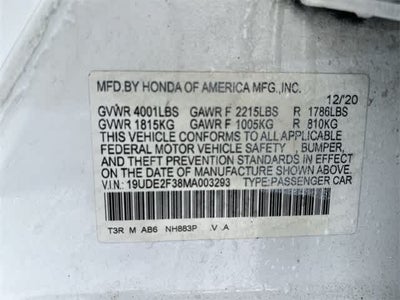 MFD.BY HONDA OF AMERICA MFG.,INC.
12/'20
GVWR 4001LBS GAWR F 2215LBS R 1786LBS
GVWR 1815KG GAWR F 1005KG R 810KG
THIS VEHICLE CONFORMS TO ALL APPLICABLE
FEDERAL MOTOR VEHICLE SAFETY , BUMPER,
AND THEFT PREVENTION STANDARDS IN EFFECT
ON THE DATE OF MANUFACTURE SHOWN ABOVE.
V.I.N.: 19UDE2F38MA003293 TYPE:PASSENGER CAR
T3R M AB6 NH883P .V .A